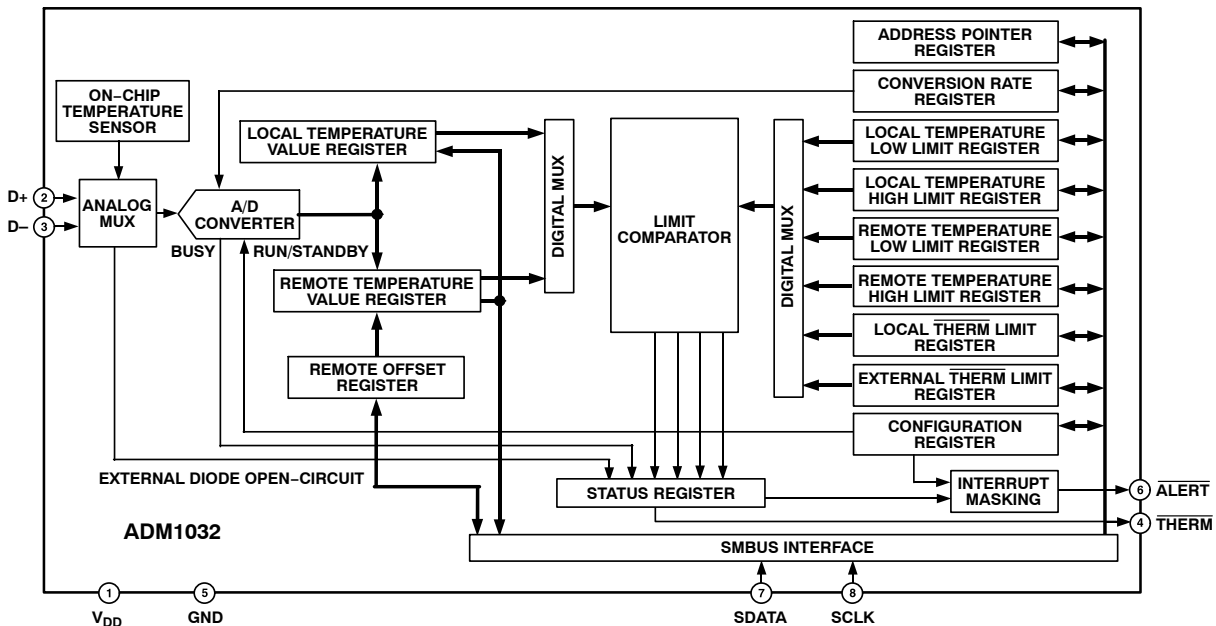 ADDRESS POINTER
REGISTER
CONVERSION RATE
REGISTER
ON−CHIP
TEMPERATURE
SENSOR
LOCAL TEMPERATURE
VALUE REGISTER
LOCAL TEMPERATURE
LOW LIMIT REGISTER
LOCAL TEMPERATURE
HIGH LIMIT REGISTER
D+
2
D−
3
ANALOG
MUX
A/D
CONVERTER
BUSY
RUN/STANDBY
DIGITAL MUX
LIMIT
COMPARATOR
DIGITAL MUX
REMOTE TEMPERATURE
LOW LIMIT REGISTER
REMOTE TEMPERATURE
VALUE REGISTER
REMOTE TEMPERATURE
HIGH LIMIT REGISTER
LOCAL THERM LIMIT
REGISTER
REMOTE OFFSET
REGISTER
EXTERNAL THERM LIMIT
REGISTER
CONFIGURATION
REGISTER
EXTERNAL DIODE OPEN−CIRCUIT
STATUS REGISTER
INTERRUPT
MASKING
6
ALERT
4
THERM
ADM1032
SMBUS INTERFACE
1
VDD
5
GND
7
SDATA
8
SCLK